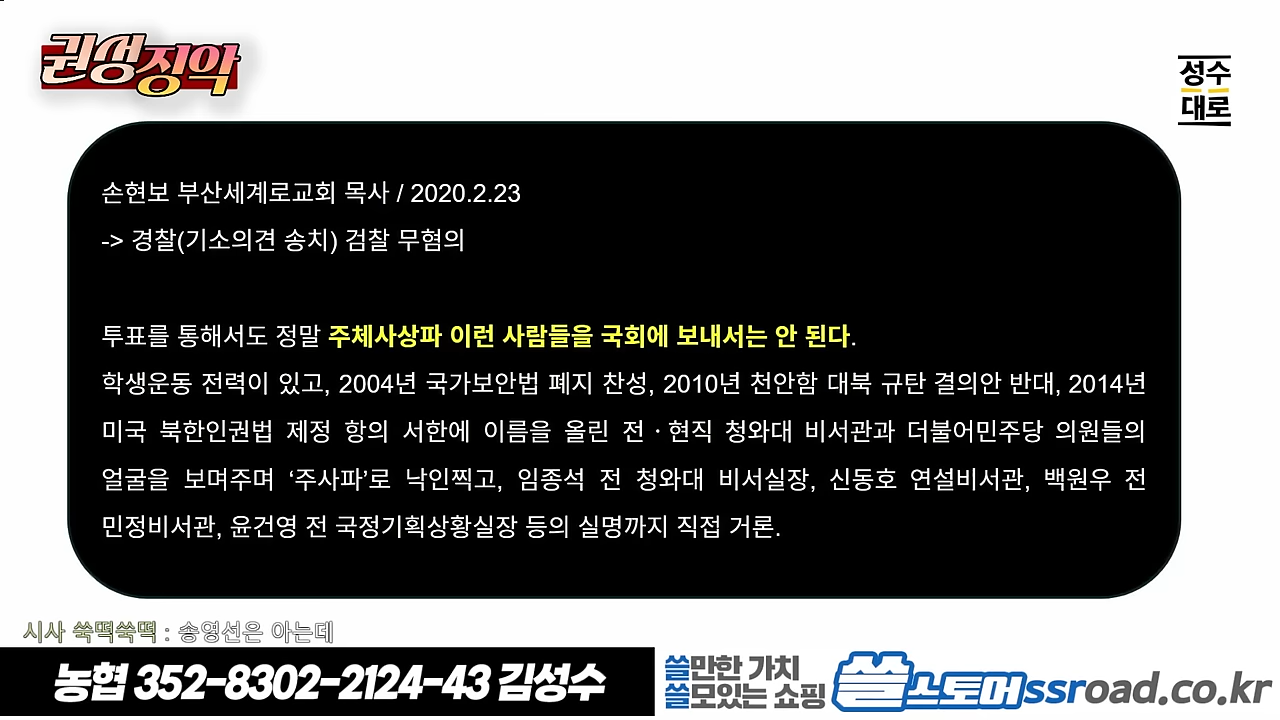 권성징악
성수
대로
손현보 부산세계로교회 목사 / 2020.2.23
-> 경찰(기소의견 송치) 검찰 무혐의
투표를 통해서도 정말 주체사상파 이런 사람들을 국회에 보내서는 안 된다.
학생운동 전력이 있고, 2004년 국가보안법 폐지 찬성, 2010년 천안함 대북 규탄 결의안 반대, 2014년
미국 북한인권법 제정 항의 서한에 이름을 올린 전·현직 청와대 비서관과 더불어민주당 의원들의
얼굴을 보며주며 ‘주사파’로 낙인찍고, 임종석 전 청와대 비서실장, 신동호 연설비서관, 백원우 전
민정비서관, 윤건영 전 국정기획상황실장 등의 실명까지 직접 거론.
시사 쑥떡쑥떡 : 송영선은 아는데
농협 352-8302-2124-43 김성수
쓸만한 가치
쓸모있는 쇼핑
쓸스토어ssroad.co.kr